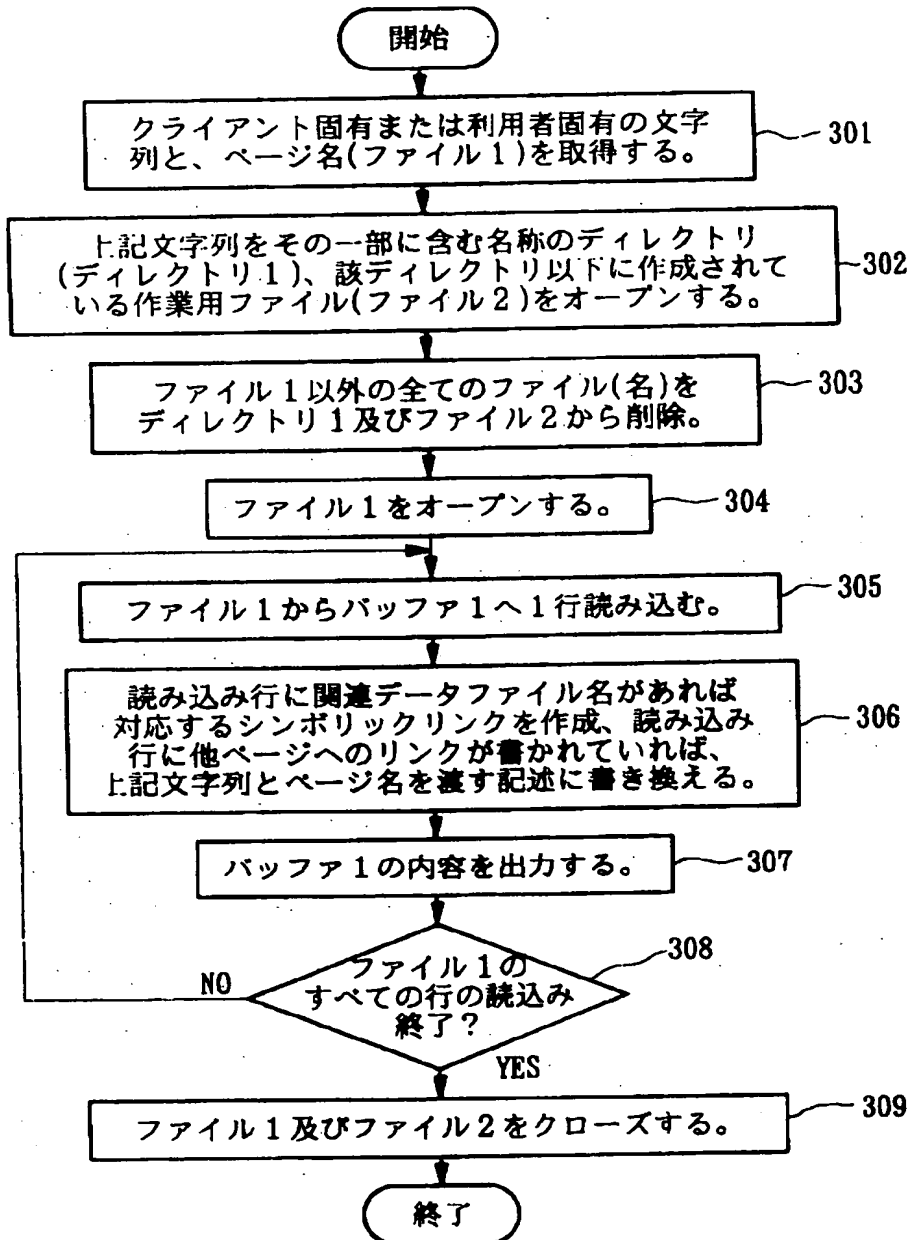 開始
クライアント固有または利用者固有の文字
列と、ページ名(ファイル1)を取得する。
301
上記文字列をその一部に含む名称のディレクトリ
(ディレクトリ1)、該ディレクトリ以下に作成されて
いる作業用ファイル(ファイル2)をオープンする。
302
ファイル1以外の全てのファイル(名)を
ディレクトリ1及びファイル2から削除。
303
ファイル1をオープンする。
304
ファイル1からバッファ1へ1行読み込む。
305
読み込み行に関連データファイル名があれば
対応するシンボリックリンクを作成、読み込み
行に他ページへのリンクが書かれていれば、
上記文字列とページ名を渡す記述に書き換える。
306
バッファ1の内容を出力する。
307
ファイル1の
すべての行の読込み
終了?
308
NO
YES
ファイル1及びファイル2をクローズする。
309
終了